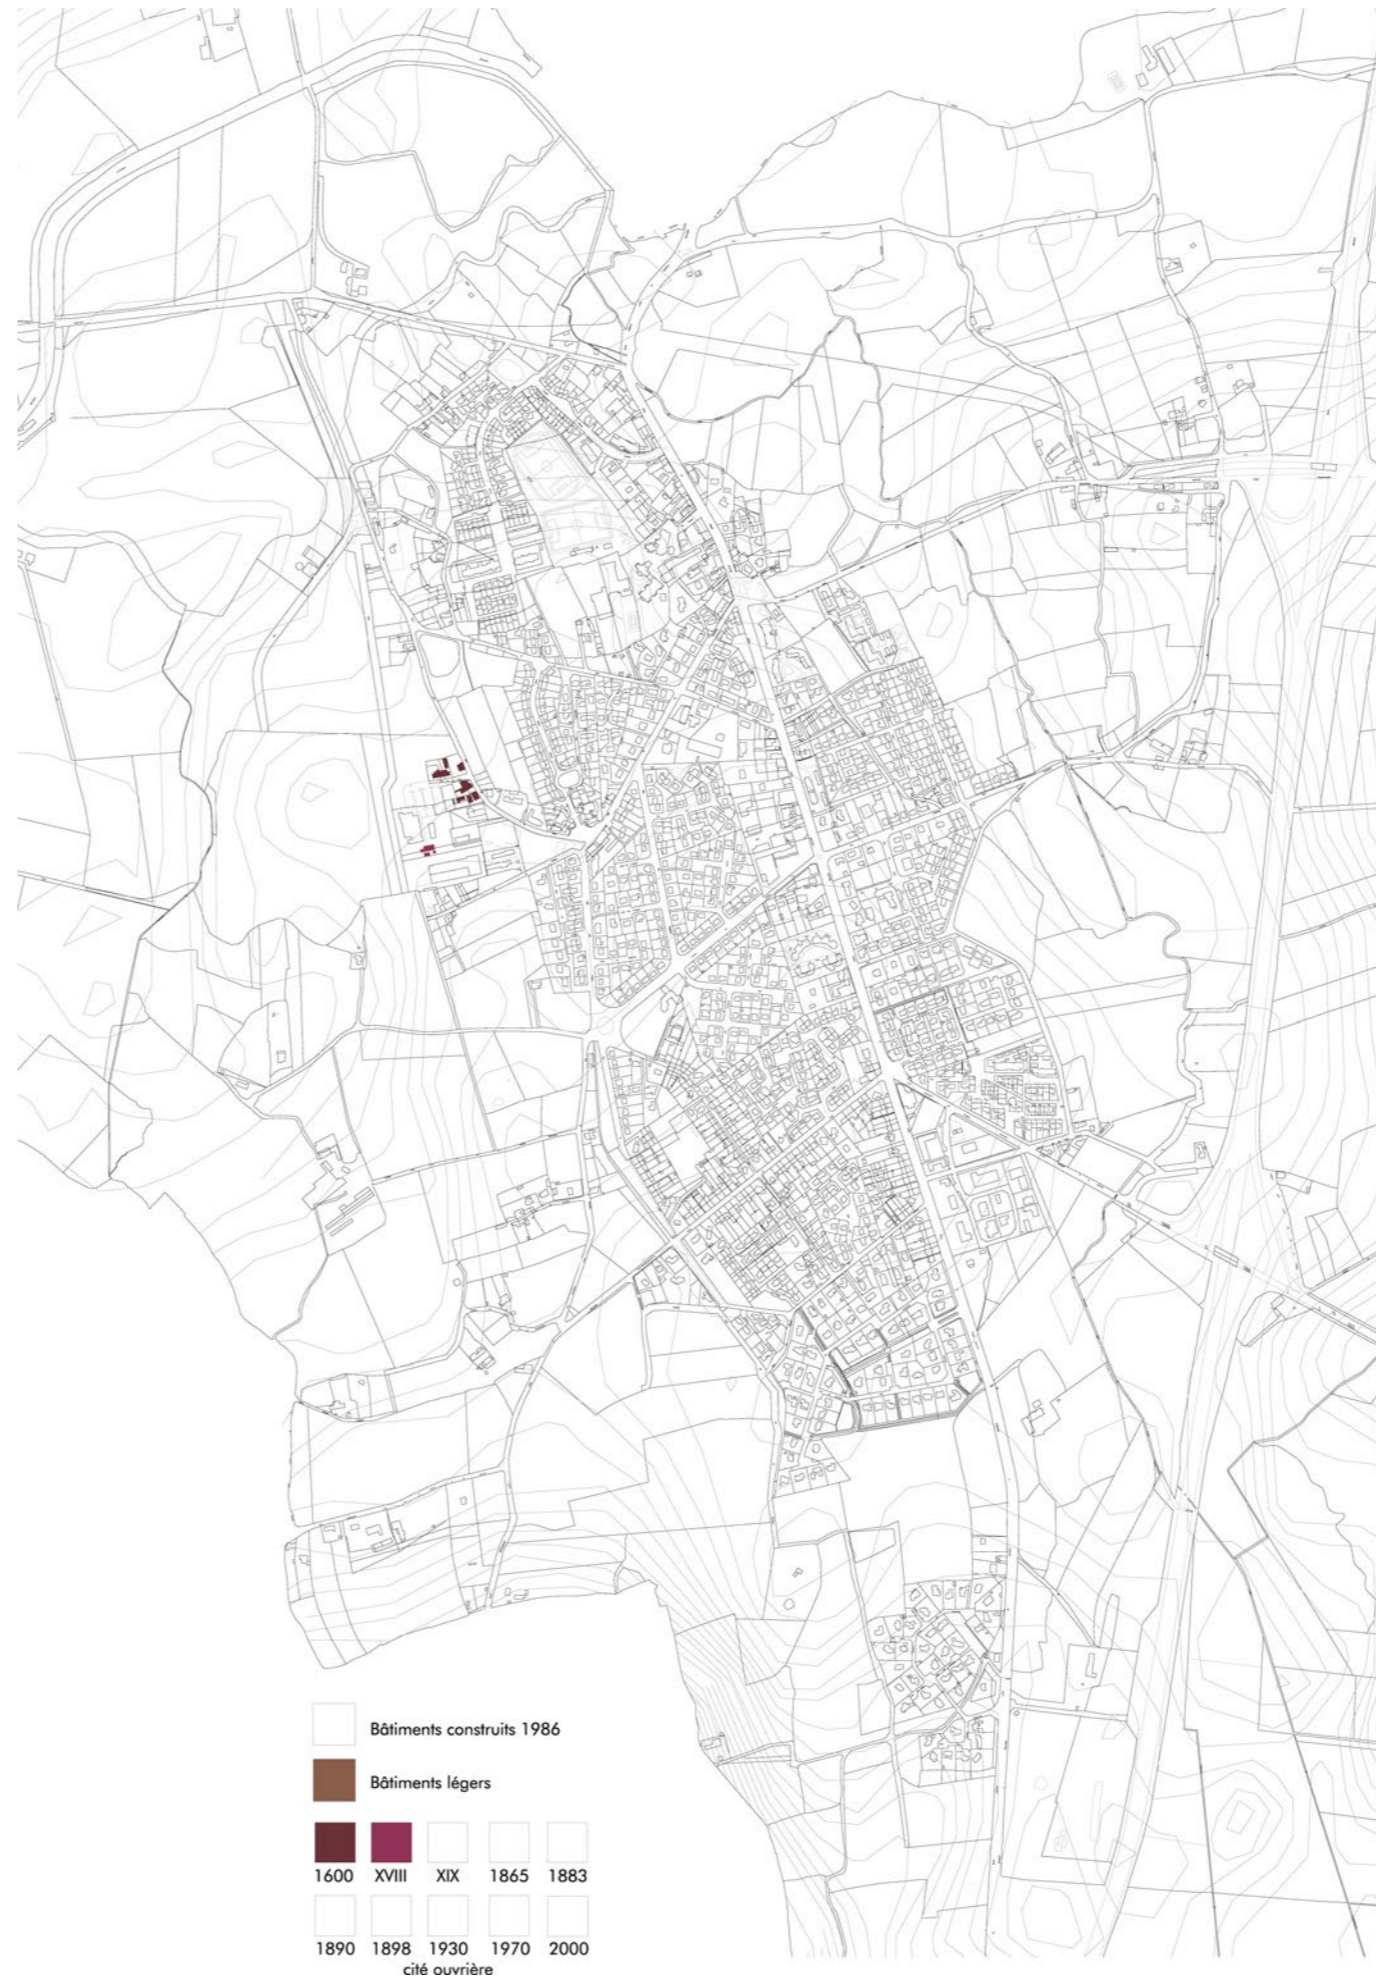 Bâtiments construits 1986
Bâtiments légers
1600 XVIII XIX 1865 1883
1890 1898 1930 1970 2000
cité ouvrière